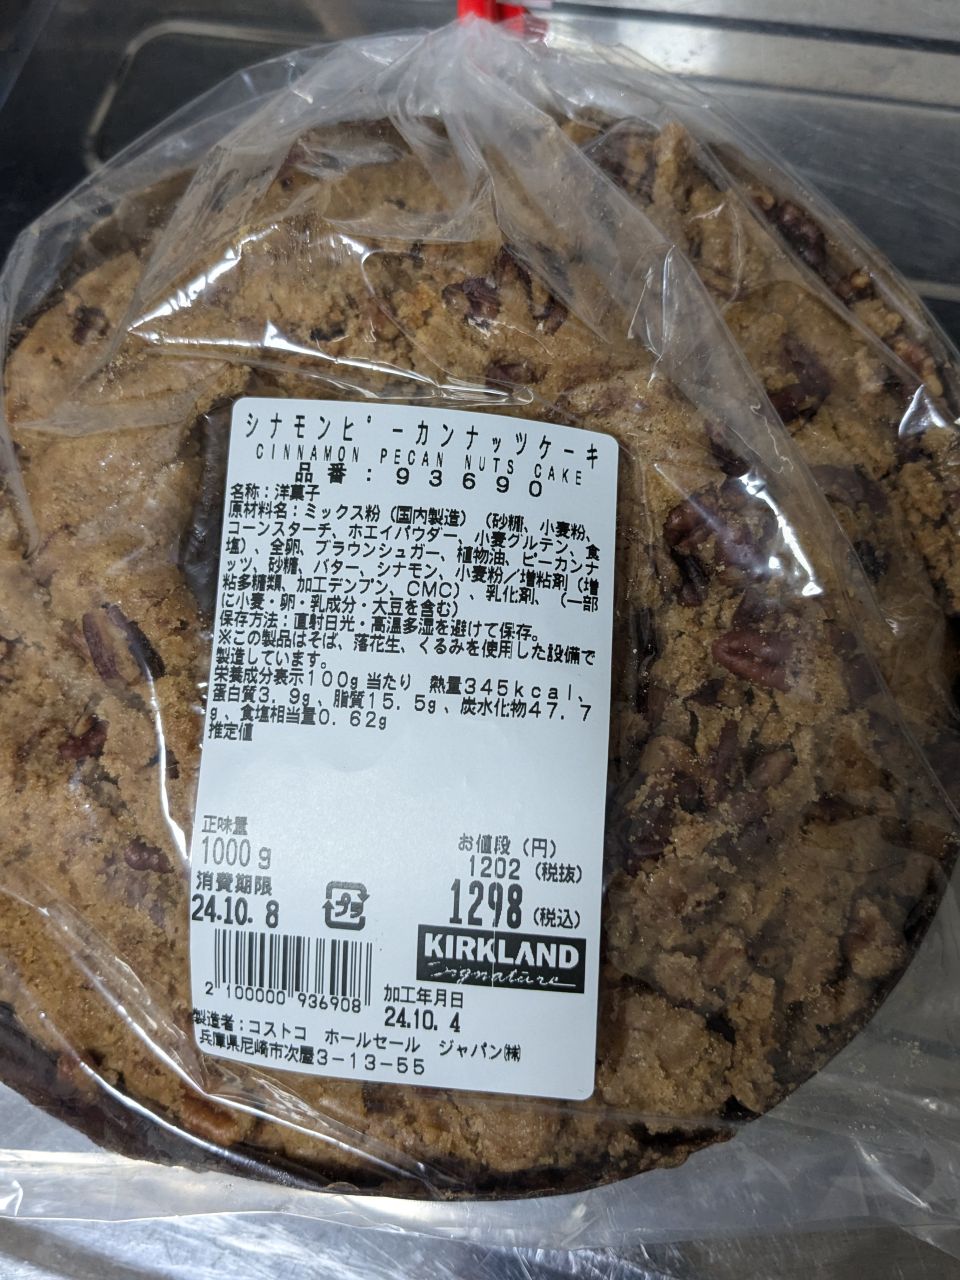 シナモンピーカンナッツケーキ
CINNAMON PECAN NUTS CAKE
品番:93690
名称:洋菓子
原材料名:ミックス粉(国内製造)(砂糖、小麦粉、
コーンスターチ、ホエイパウダー、小麦グルテン、食
塩)、全卵、ブラウンシュガー、植物油、ピーカンナ
ッツ、砂糖、バター、シナモン、小麦粉/増粘剤(増
粘多糖類、加工デンプン、CMC)、乳化剤、(一部
に小麦・卵・乳成分・大豆を含む)
保存方法:直射日光・高温多湿を避けて保存。
※この製品はそば、落花生、くるみを使用した設備で
製造しています。
栄養成分表示100g当たり 熱量345kcal、
蛋白質3.9g、脂質15.5g、炭水化物47.7
g、食塩相当量0.62g
推定値
正味量
1000g
お値段(円)
1202(税抜)
消費期限
24.10.8
プラ
1298(税込)
KIRKLAND
Signature
2 100000 936908
加工年月日
24.10.4
製造者:コストコ ホールセール ジャパン㈱
兵庫県尼崎市次屋3-13-55